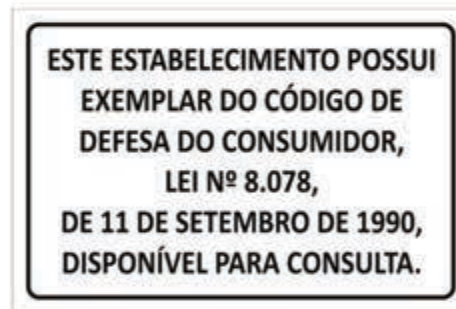 ESTE ESTABELECIMENTO POSSUI
EXEMPLAR DO CÓDIGO DE
DEFESA DO CONSUMIDOR,
LEI Nº 8.078,
DE 11 DE SETEMBRO DE 1990,
DISPONÍVEL PARA CONSULTA.